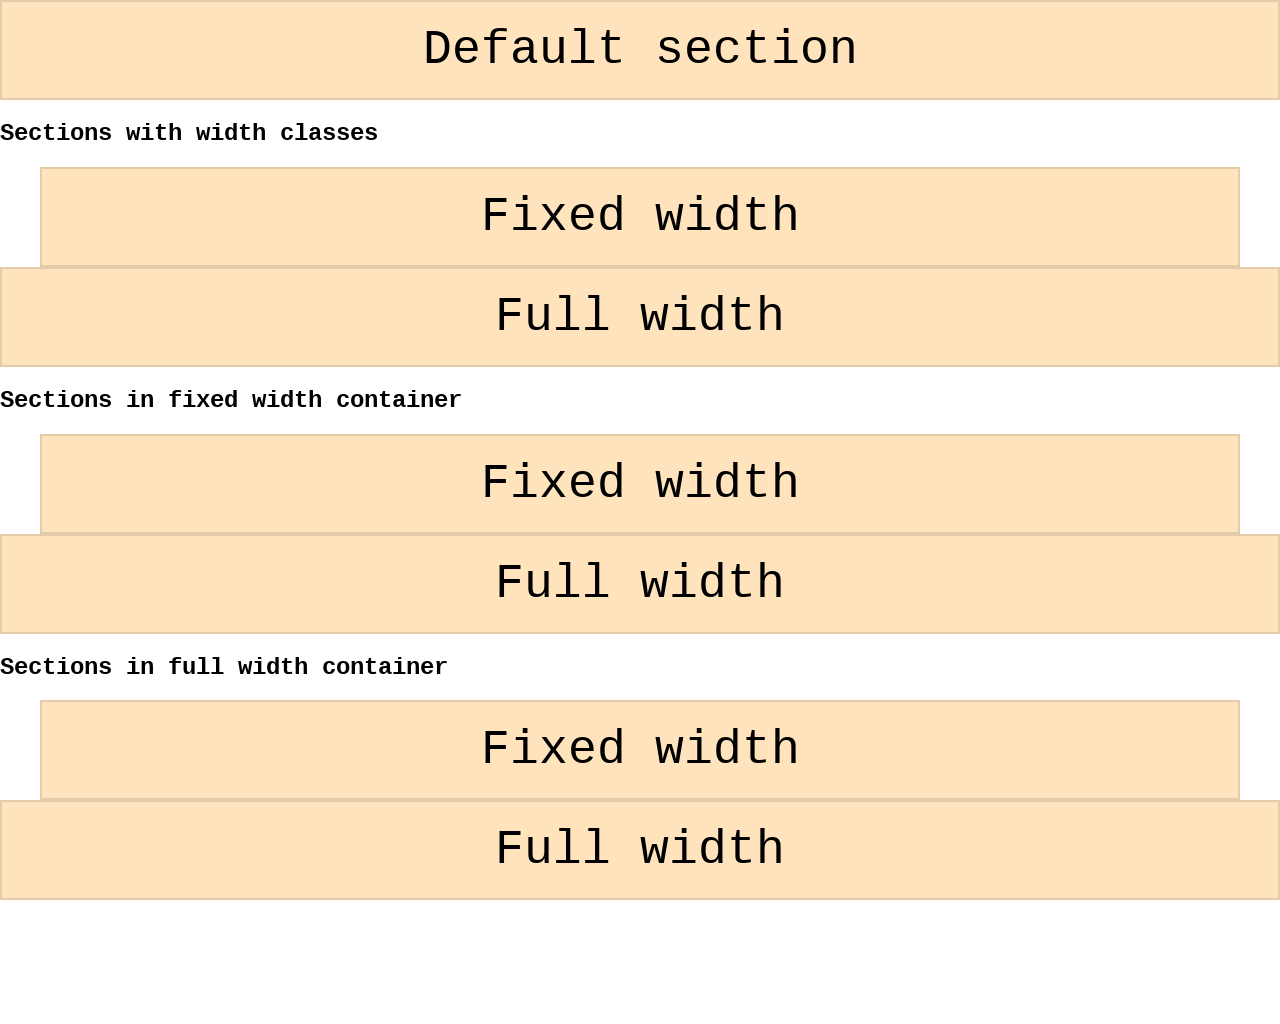 Default section
Sections with width classes
Fixed width
Full width
Sections in fixed width container
Fixed width
Full width
Sections in full width container
Fixed width
Full width